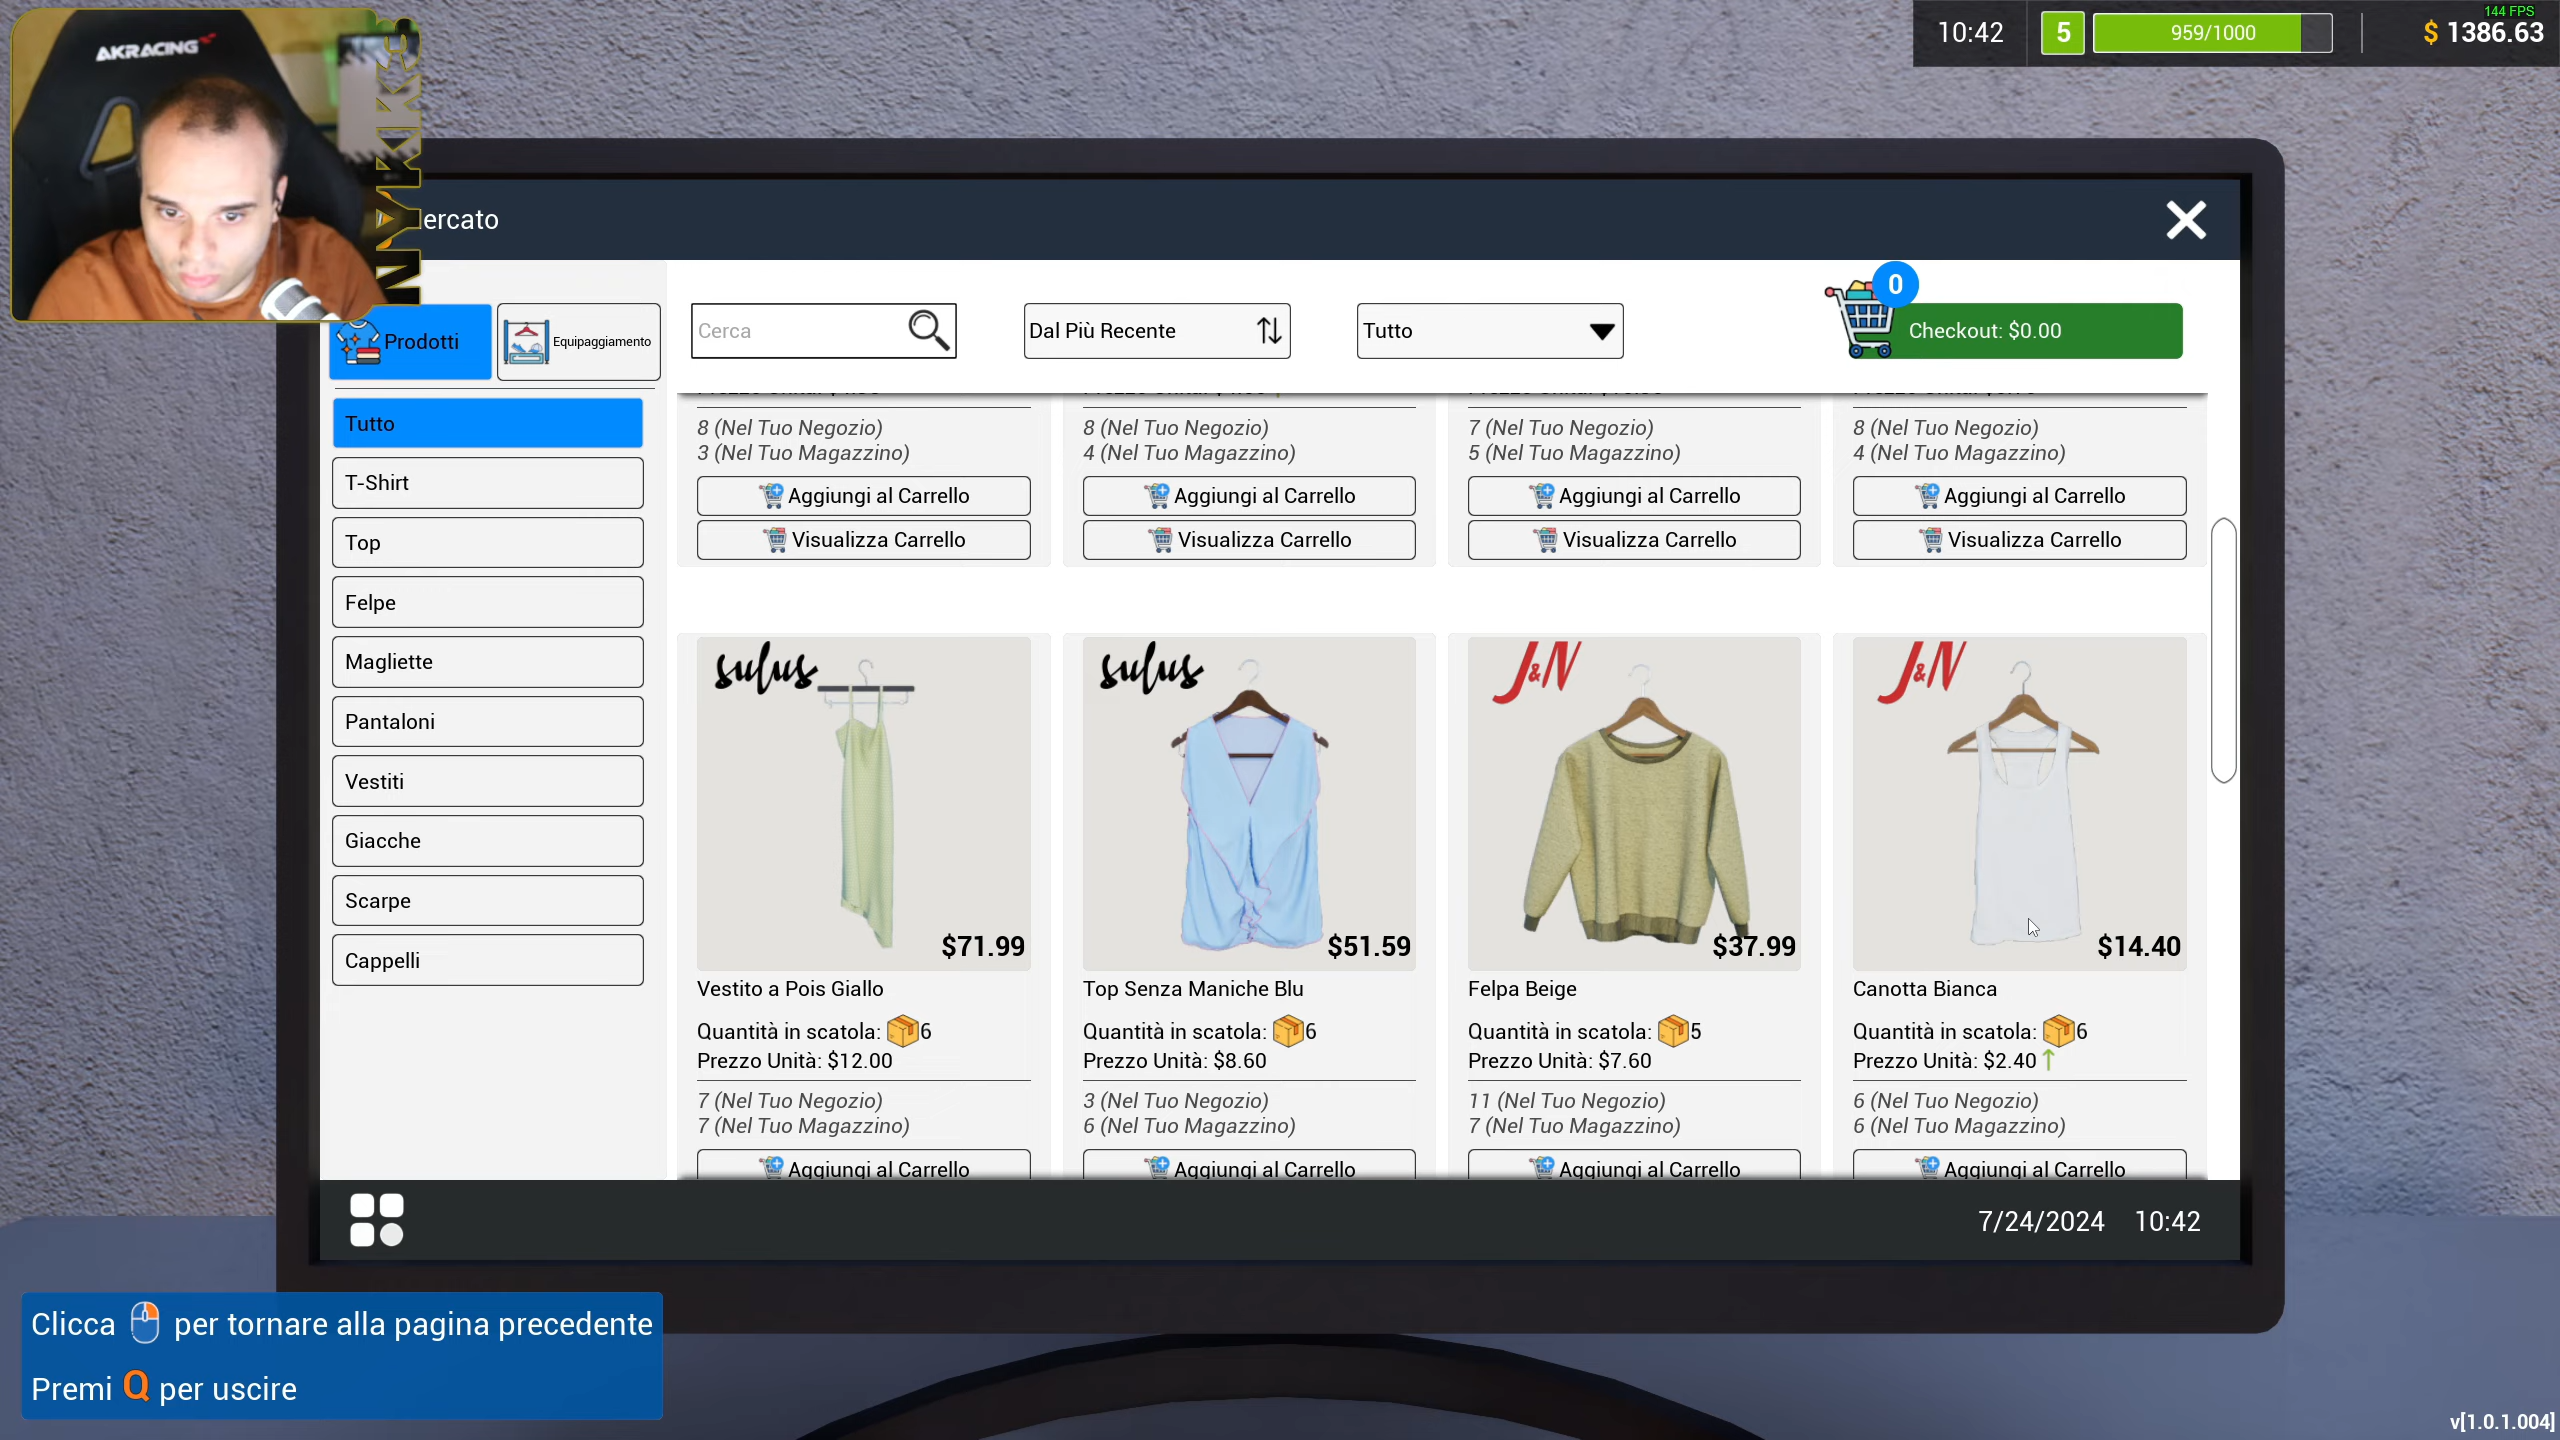 144 FPS
10:42
5
959/1000
$ 1386.63
AKRACING
NYKK
ercato
0
Prodotti
Equipaggiamento
Cerca
Dal Più Recente
Tutto
Checkout: $0.00
Tutto
T-Shirt
Top
Felpe
Magliette
Pantaloni
Vestiti
Giacche
Scarpe
Cappelli
8 (Nel Tuo Negozio)
3 (Nel Tuo Magazzino)
Aggiungi al Carrello
Visualizza Carrello
8 (Nel Tuo Negozio)
4 (Nel Tuo Magazzino)
Aggiungi al Carrello
Visualizza Carrello
7 (Nel Tuo Negozio)
5 (Nel Tuo Magazzino)
Aggiungi al Carrello
Visualizza Carrello
8 (Nel Tuo Negozio)
4 (Nel Tuo Magazzino)
Aggiungi al Carrello
Visualizza Carrello
sulus
$71.99
Vestito a Pois Giallo
Quantità in scatola: 6
Prezzo Unità: $12.00
7 (Nel Tuo Negozio)
7 (Nel Tuo Magazzino)
Aggiungi al Carrello
sulus
$51.59
Top Senza Maniche Blu
Quantità in scatola: 6
Prezzo Unità: $8.60
3 (Nel Tuo Negozio)
6 (Nel Tuo Magazzino)
Aggiungi al Carrello
J&N
$37.99
Felpa Beige
Quantità in scatola: 5
Prezzo Unità: $7.60
11 (Nel Tuo Negozio)
7 (Nel Tuo Magazzino)
Aggiungi al Carrello
J&N
$14.40
Canotta Bianca
Quantità in scatola: 6
Prezzo Unità: $2.40
6 (Nel Tuo Negozio)
6 (Nel Tuo Magazzino)
Aggiungi al Carrello
7/24/2024 10:42
Clicca per tornare alla pagina precedente
Premi Q per uscire
v[1.0.1.004]